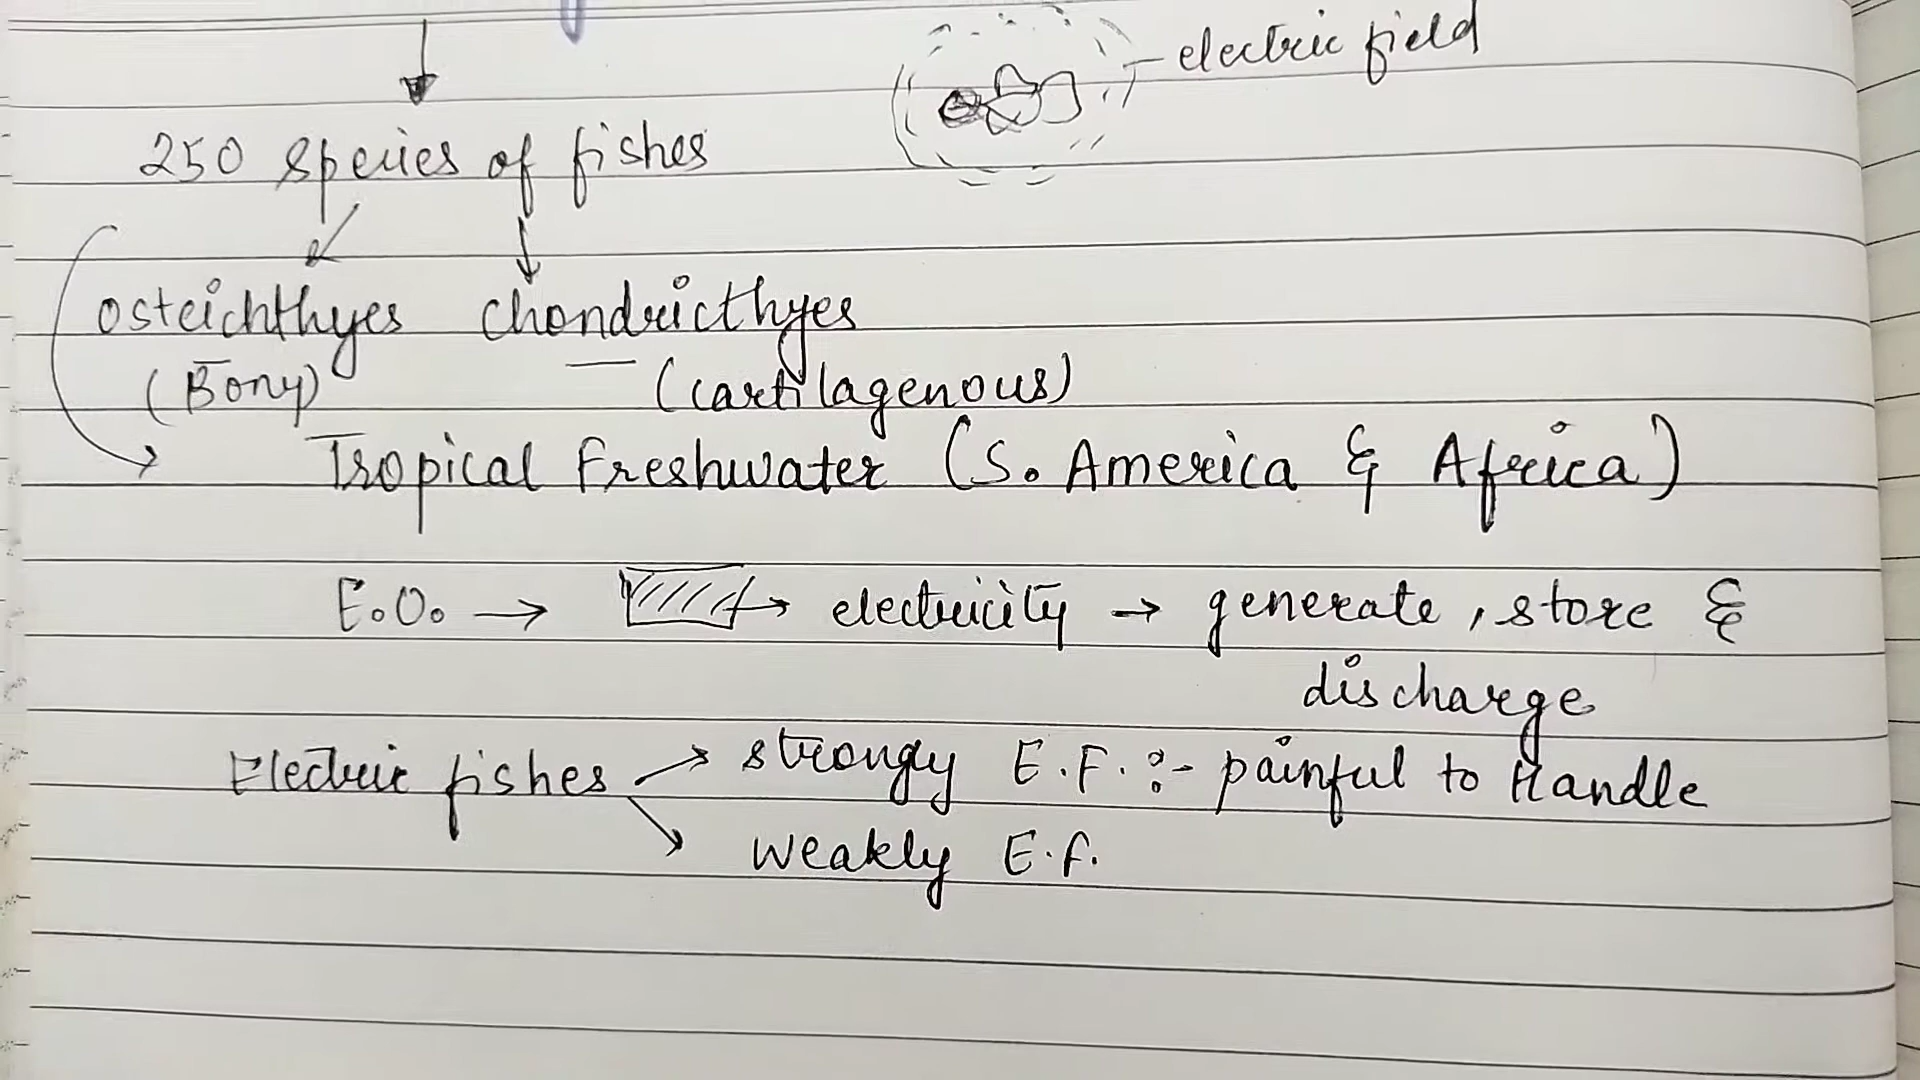 electric field
250 species of fishes
osteichthyes chondricthyes
(Bony) (cartilagenous)
Tropical Freshwater (S. America & Africa)
E.O. → → electricity → generate, store &
discharge
Electric fishes → strongly E.F. :- painful to Handle
→ weakly E.F.